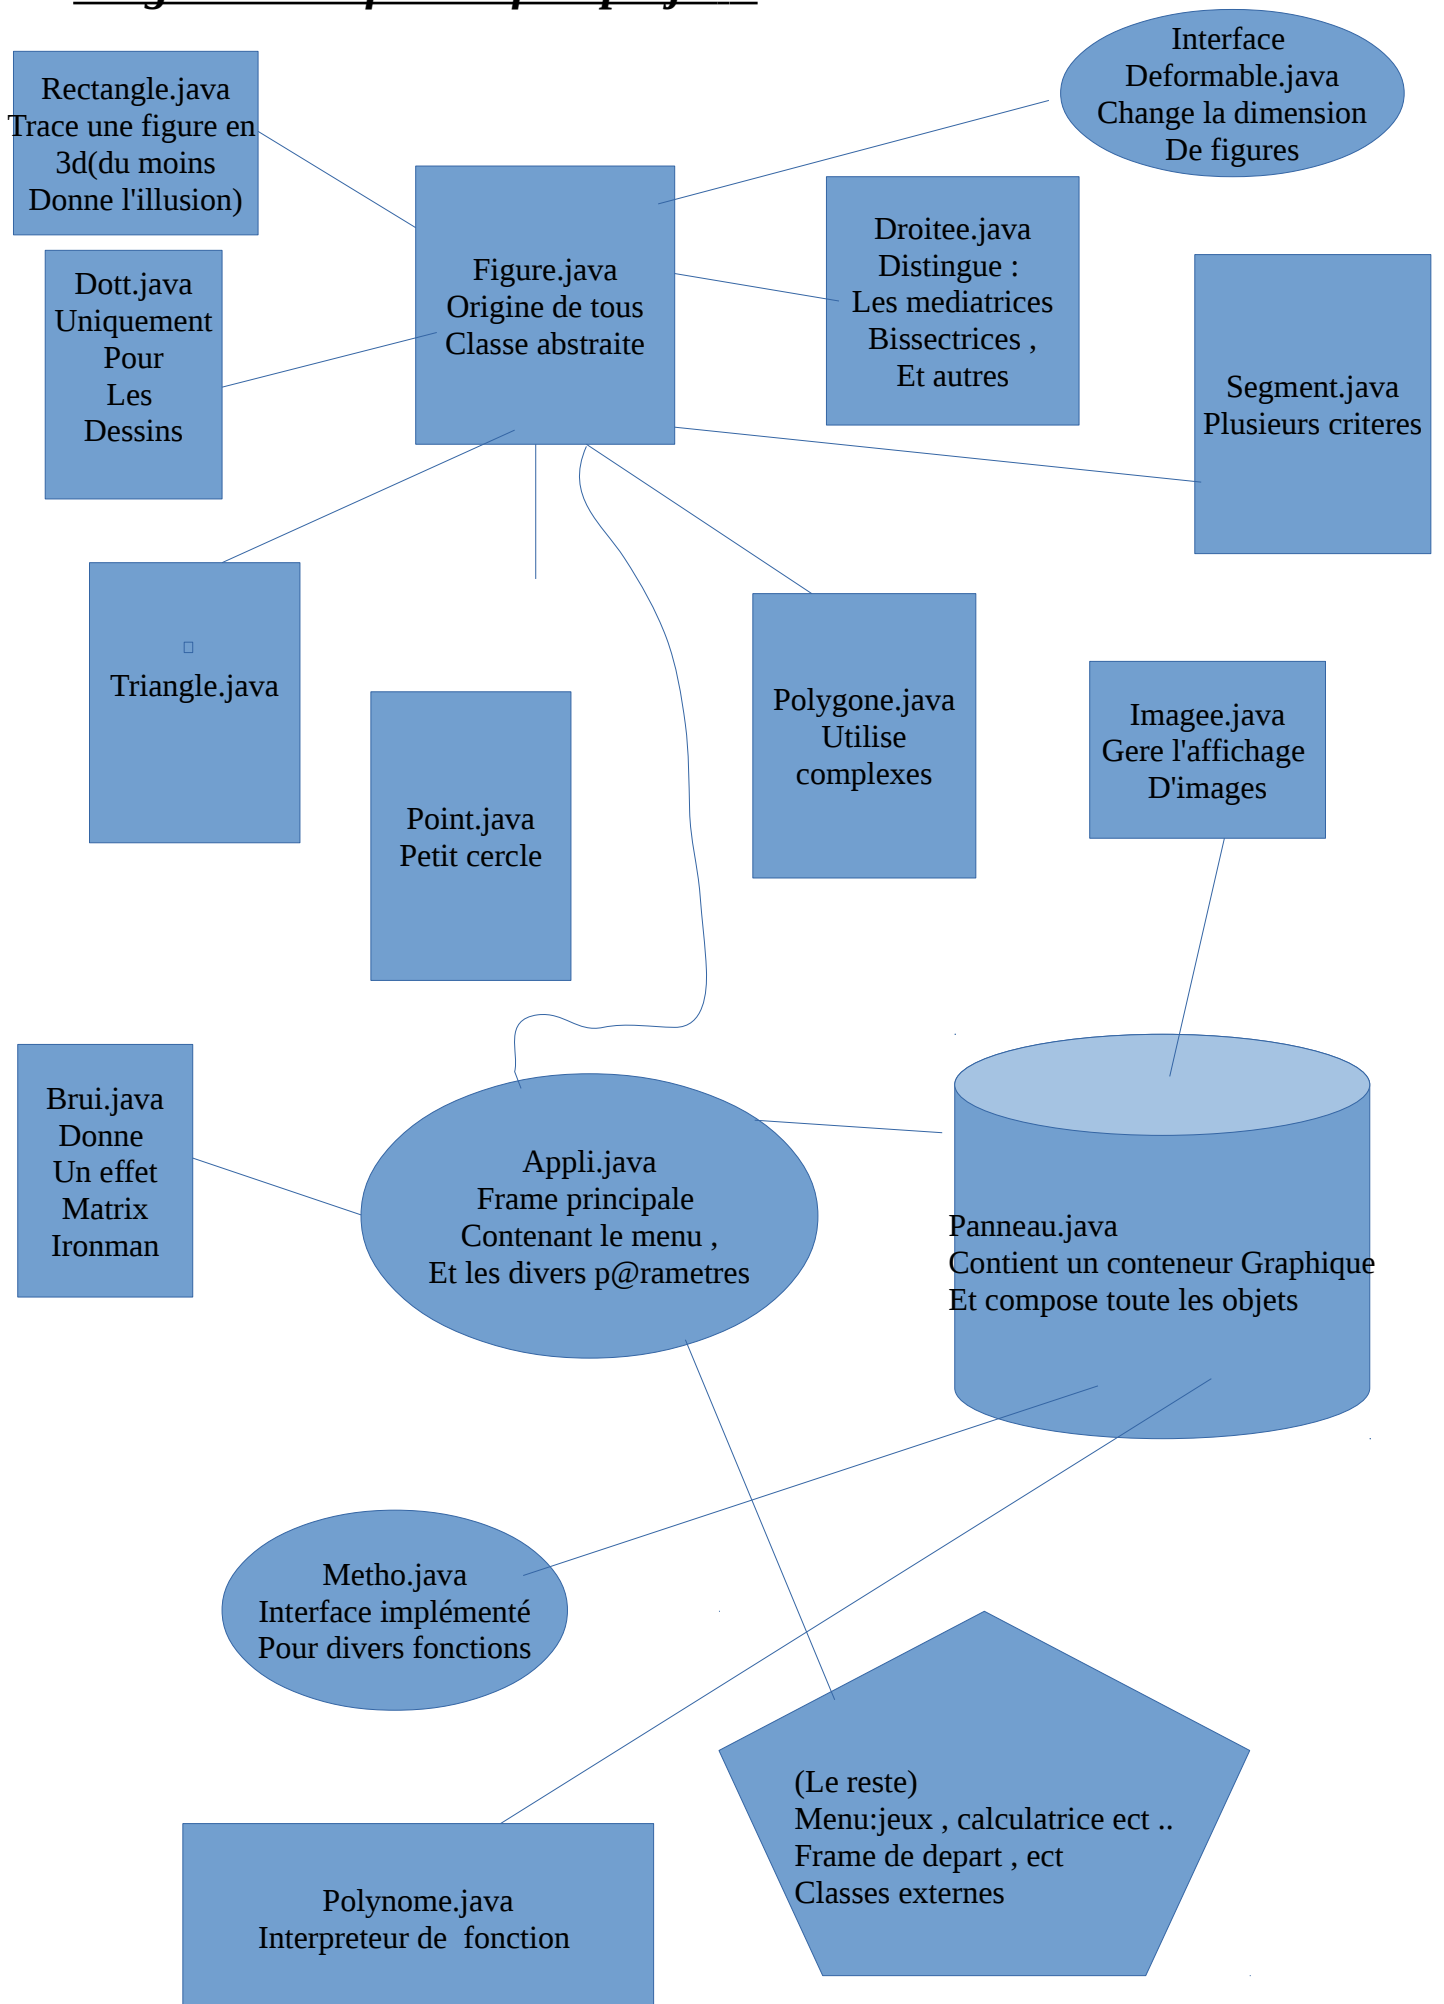 Interface
Deformable.java
Change la dimension
De figures
Rectangle.java
Trace une figure en
3d(du moins
Donne l'illusion)
Figure.java
Origine de tous
Classe abstraite
Droitee.java
Distingue :
Les mediatrices
Bissectrices ,
Et autres
Dott.java
Uniquement
Pour
Les
Dessins
Segment.java
Plusieurs criteres
Triangle.java
Point.java
Petit cercle
Polygone.java
Utilise
complexes
Imagee.java
Gere l'affichage
D'images
Brui.java
Donne
Un effet
Matrix
Ironman
Appli.java
Frame principale
Contenant le menu ,
Et les divers p@rametres
Panneau.java
Contient un conteneur Graphique
Et compose toute les objets
Metho.java
Interface implémenté
Pour divers fonctions
(Le reste)
Menu:jeux , calculatrice ect ..
Frame de depart , ect
Classes externes
Polynome.java
Interpreteur de  fonction